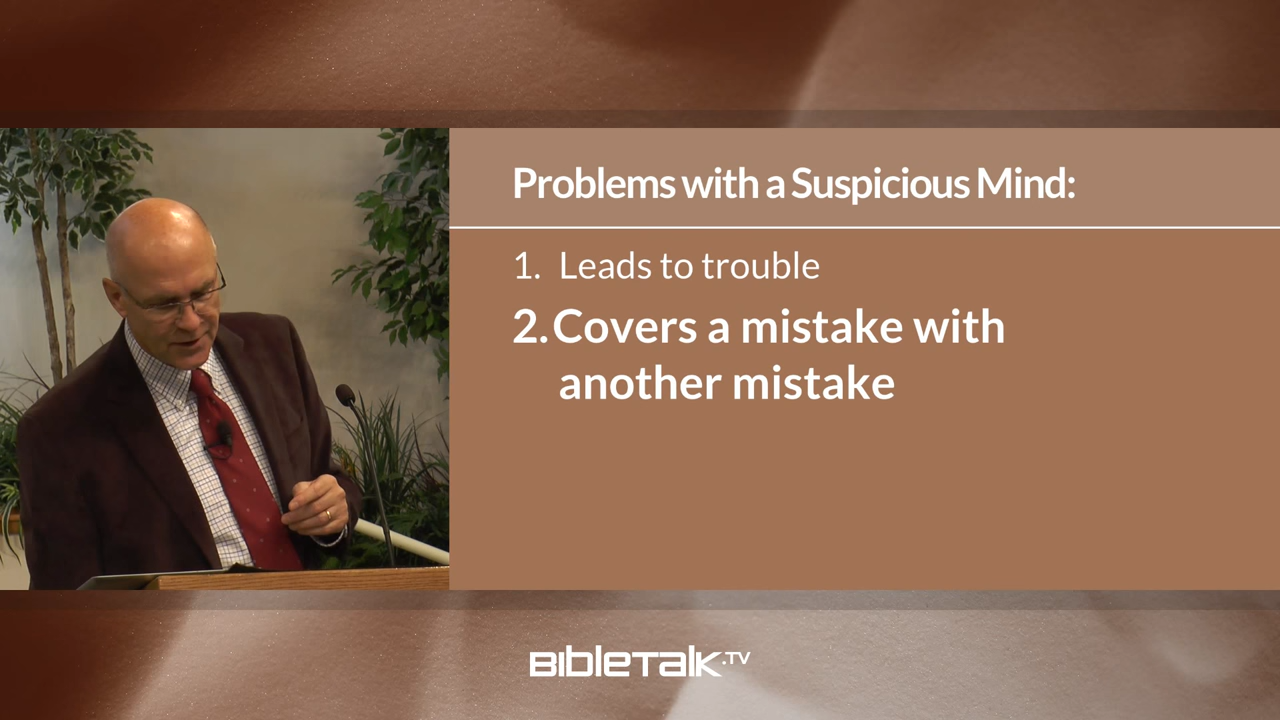 Problems with a Suspicious Mind:
1. Leads to trouble
2. Covers a mistake with
another mistake
BIBLETALK.TV